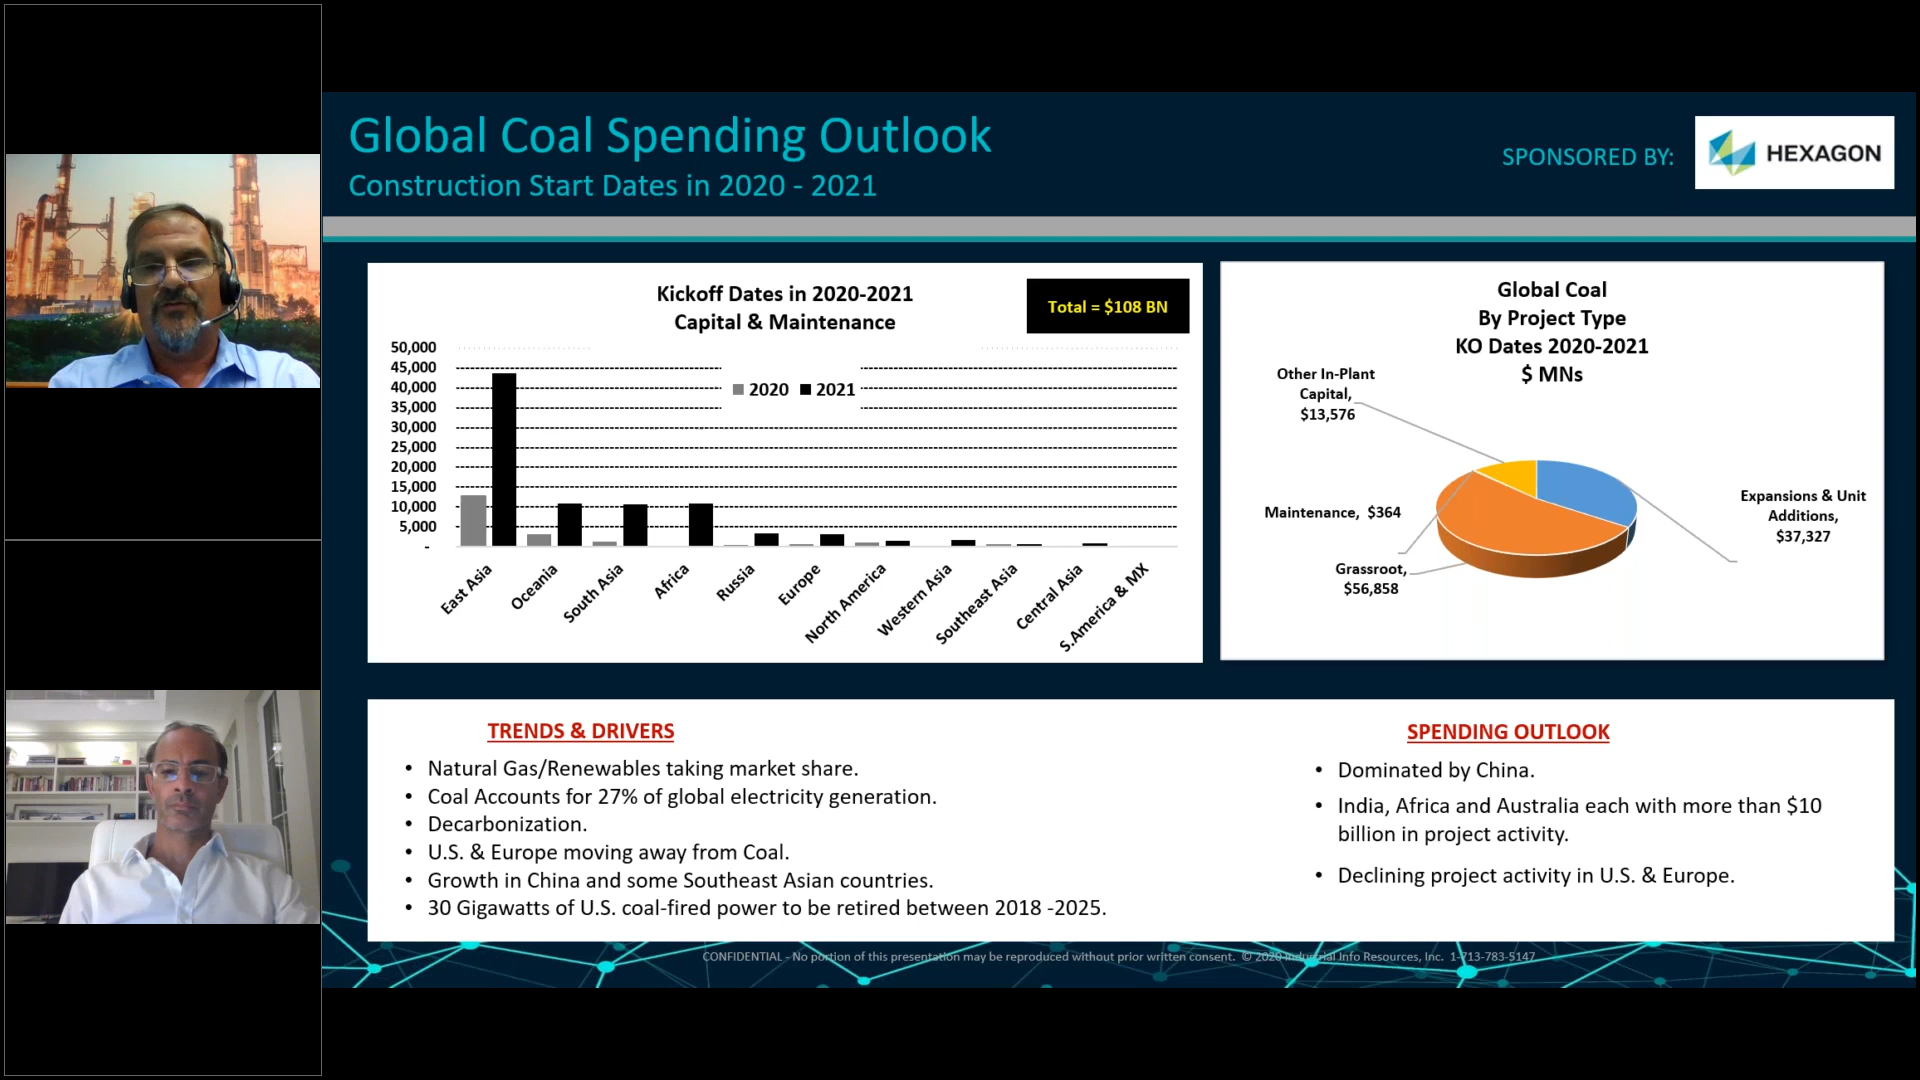 Global Coal Spending Outlook
Construction Start Dates in 2020 - 2021
SPONSORED BY:
HEXAGON
Kickoff Dates in 2020-2021
Capital & Maintenance
Total = $108 BN
50,000
45,000
40,000
35,000
30,000
25,000
20,000
15,000
10,000
5,000
-
2020 2021
East Asia
Oceania
South Asia
Africa
Russia
Europe
North America
Western Asia
Southeast Asia
Central Asia
S.America & MX
Global Coal
By Project Type
KO Dates 2020-2021
$ MNs
Other In-Plant
Capital,
$13,576
Maintenance, $364
Grassroot,
$56,858
Expansions & Unit
Additions,
$37,327
TRENDS & DRIVERS
• Natural Gas/Renewables taking market share.
• Coal Accounts for 27% of global electricity generation.
• Decarbonization.
• U.S. & Europe moving away from Coal.
• Growth in China and some Southeast Asian countries.
• 30 Gigawatts of U.S. coal-fired power to be retired between 2018 -2025.
SPENDING OUTLOOK
• Dominated by China.
• India, Africa and Australia each with more than $10
billion in project activity.
• Declining project activity in U.S. & Europe.
CONFIDENTIAL - No portion of this presentation may be reproduced without prior written consent. © 2020 Industrial Info Resources, Inc. 1-713-783-5147